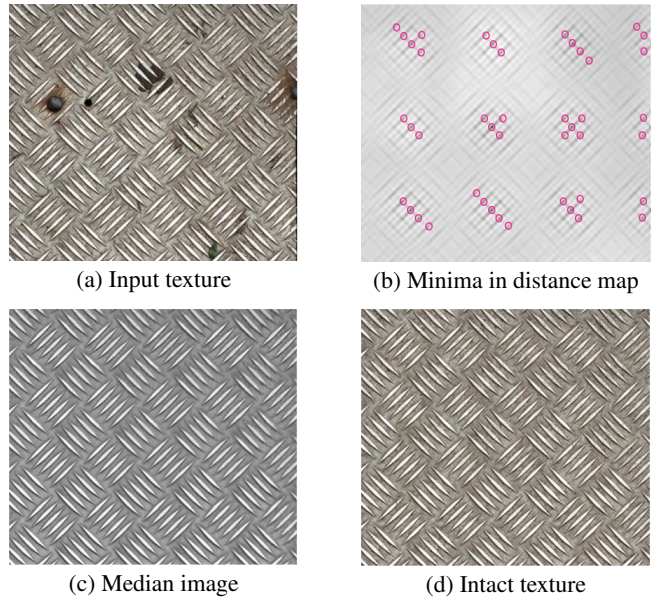 (a) Input texture
(b) Minima in distance map
(c) Median image
(d) Intact texture